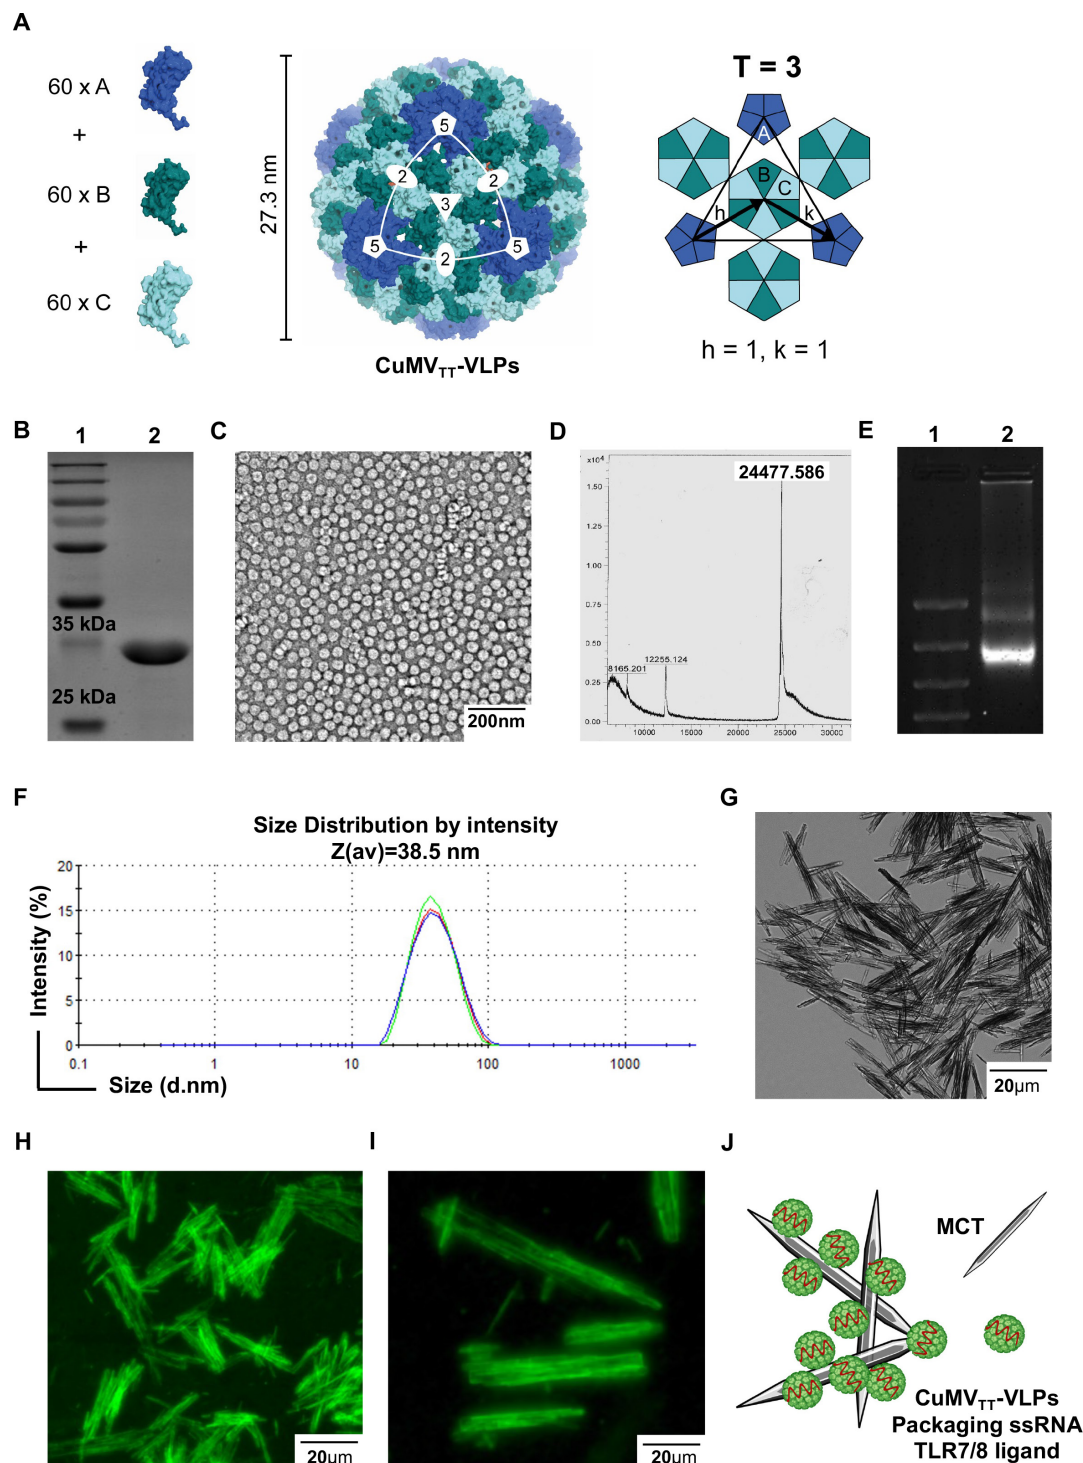 A
60 x A
+
60 x B
+
60 x C
27.3 nm
5
2
2
3
5
5
2
CuMVTT-VLPs
T = 3
A
B
C
h
k
h = 1, k = 1
B
1
2
35 kDa
25 kDa
C
200nm
D
x10⁴
24477.586
1.50
1.00
0.75
0.50
0.25
0.00
8165.201
12255.124
10000
15000
20000
25000
30000
E
1
2
F
Size Distribution by intensity
Z(av)=38.5 nm
Intensity (%)
20
15
10
5
0
0.1
1
10
100
1000
Size (d.nm)
G
20µm
H
20µm
I
20µm
J
MCT
CuMVTT-VLPs
Packaging ssRNA
TLR7/8 ligand